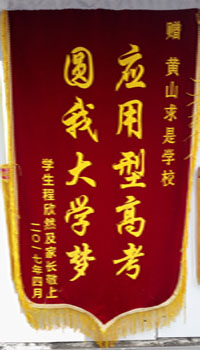 赠 黄山求是学校
应用型高考
圆我大学梦
学生程欣然及家长敬上
二〇一七年四月